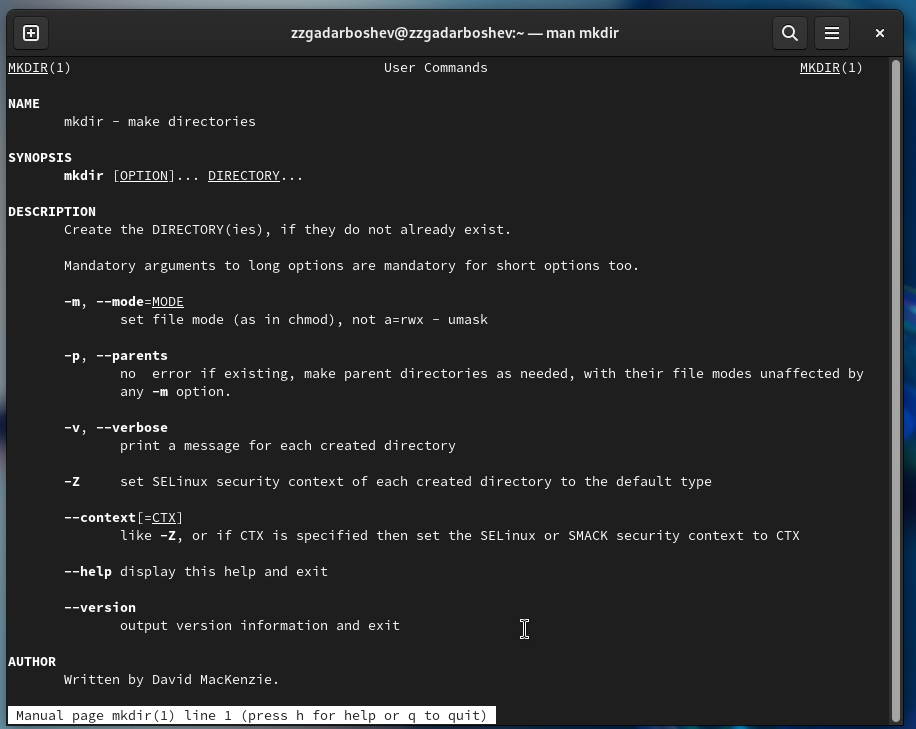 zzgadarboshev@zzgadarboshev:~ — man mkdir
MKDIR(1) User Commands MKDIR(1)
NAME
mkdir - make directories
SYNOPSIS
mkdir [OPTION]... DIRECTORY...
DESCRIPTION
Create the DIRECTORY(ies), if they do not already exist.
Mandatory arguments to long options are mandatory for short options too.
-m, --mode=MODE
set file mode (as in chmod), not a=rwx - umask
-p, --parents
no  error if existing, make parent directories as needed, with their file modes unaffected by
any -m option.
-v, --verbose
print a message for each created directory
-Z     set SELinux security context of each created directory to the default type
--context[=CTX]
like -Z, or if CTX is specified then set the SELinux or SMACK security context to CTX
--help display this help and exit
--version
output version information and exit
AUTHOR
Written by David MacKenzie.
Manual page mkdir(1) line 1 (press h for help or q to quit)